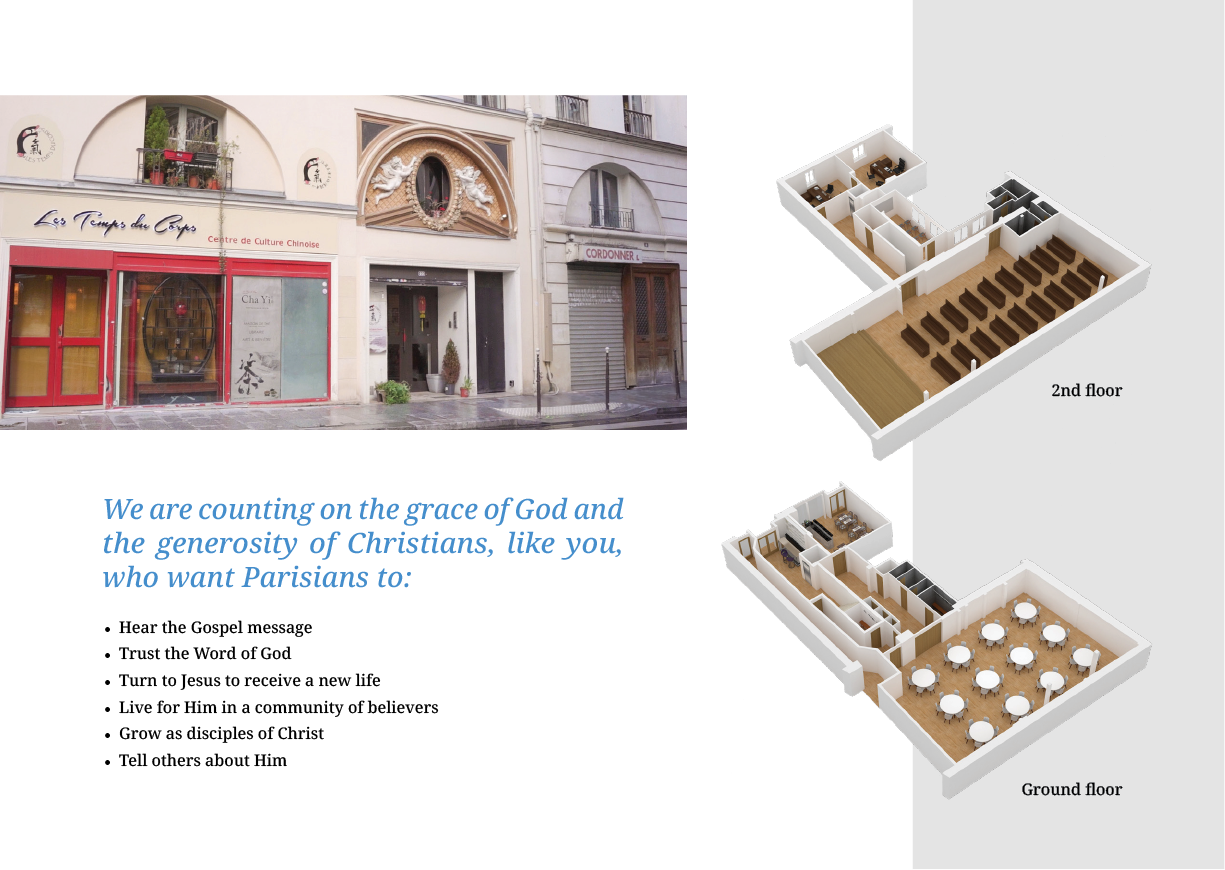 Les Temps du Corps
Centre de Culture Chinoise
Cha Yi
CORDONNER
We are counting on the grace of God and
the generosity of Christians, like you,
who want Parisians to:
• Hear the Gospel message
• Trust the Word of God
• Turn to Jesus to receive a new life
• Live for Him in a community of believers
• Grow as disciples of Christ
• Tell others about Him
2nd floor
Ground floor